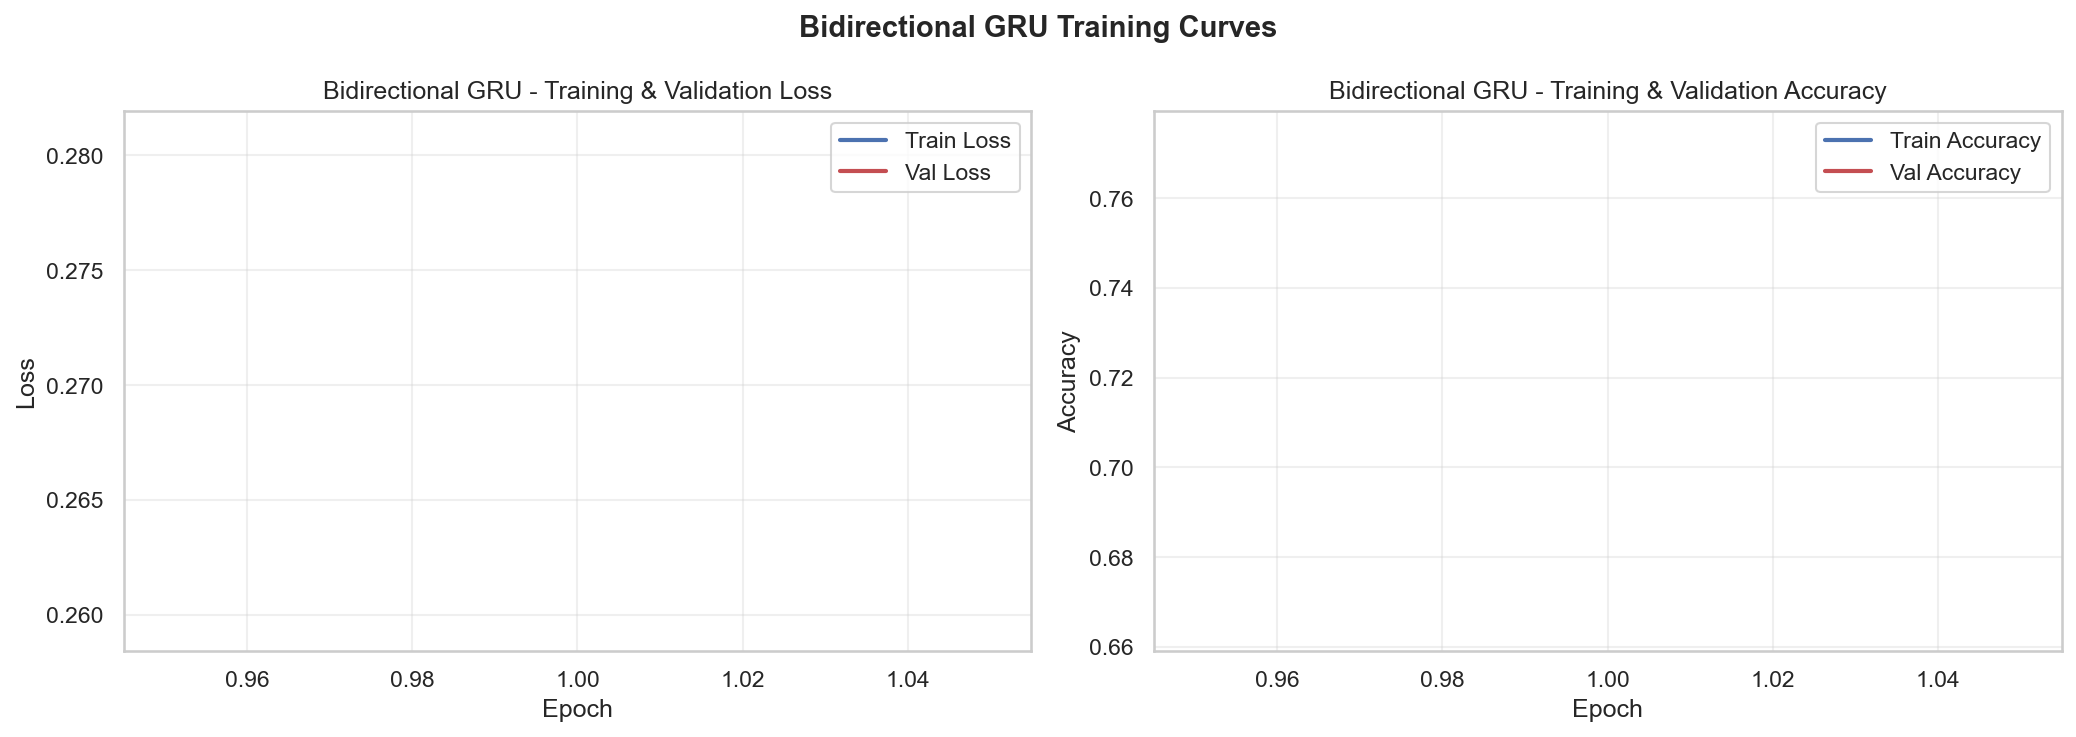 Bidirectional GRU Training Curves
Bidirectional GRU - Training & Validation Loss
Train Loss
Val Loss
0.280
0.275
0.270
0.265
0.260
Loss
0.96 0.98 1.00 1.02 1.04
Epoch
Bidirectional GRU - Training & Validation Accuracy
Train Accuracy
Val Accuracy
0.76
0.74
0.72
0.70
0.68
0.66
Accuracy
0.96 0.98 1.00 1.02 1.04
Epoch